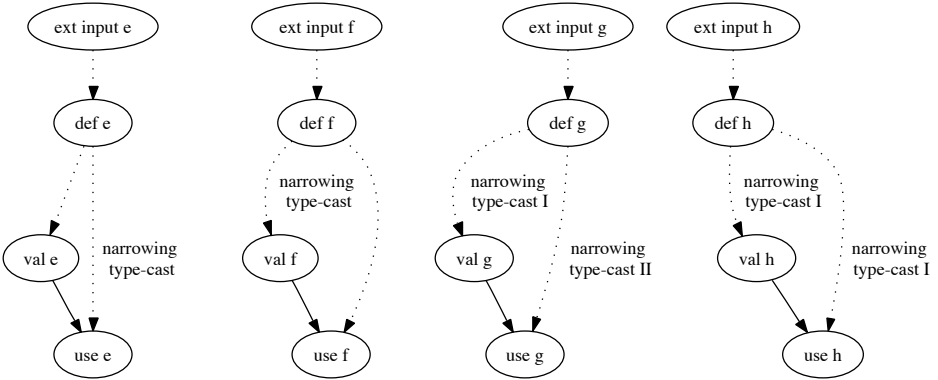 ext input e
ext input f
ext input g
ext input h
def e
def f
def g
def h
narrowing
type-cast
narrowing
type-cast I
narrowing
type-cast I
narrowing
type-cast
narrowing
type-cast II
narrowing
type-cast I
val e
val f
val g
val h
use e
use f
use g
use h